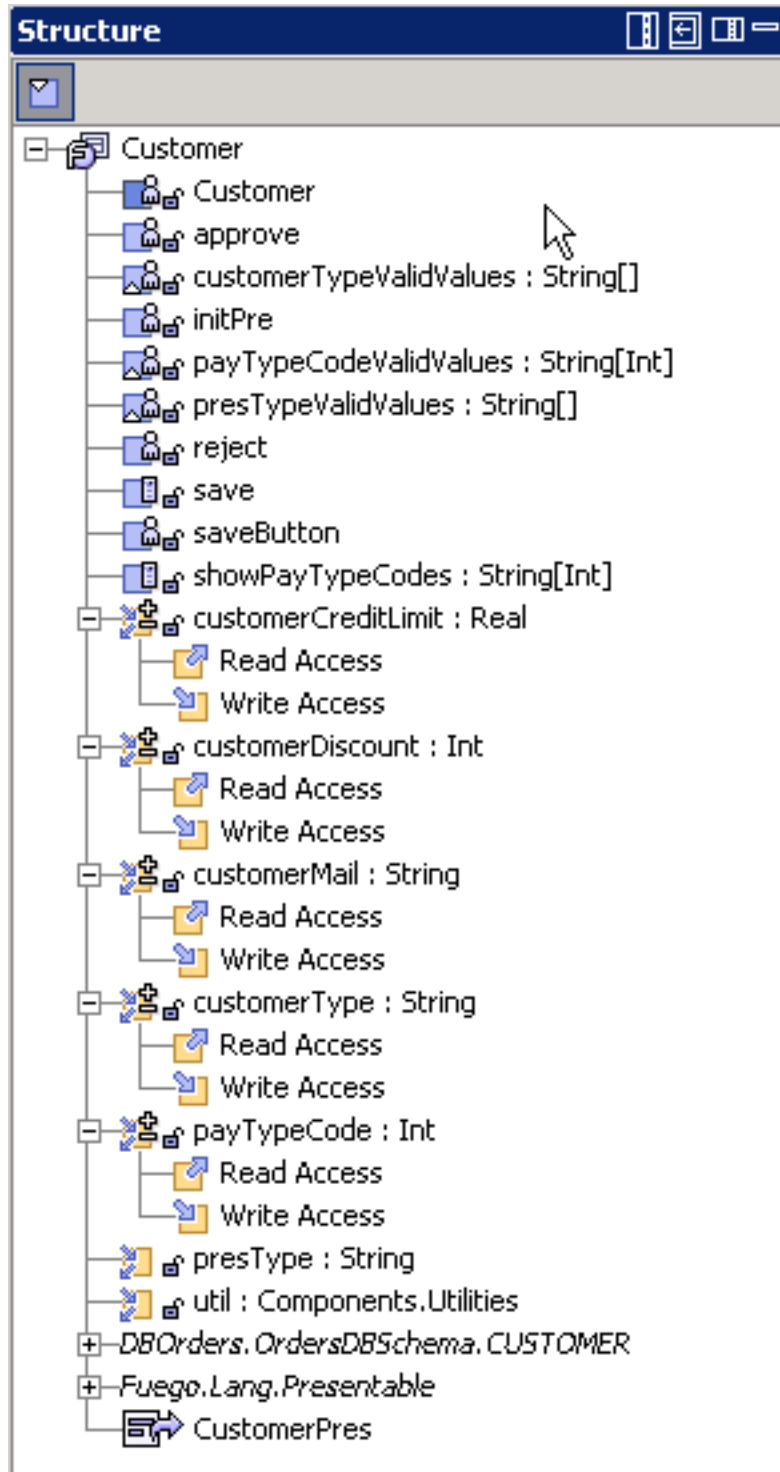 Structure
Customer
Customer
approve
customerTypeValidValues : String[]
initPre
payTypeCodeValidValues : String[Int]
presTypeValidValues : String[]
reject
save
saveButton
showPayTypeCodes : String[Int]
customerCreditLimit : Real
Read Access
Write Access
customerDiscount : Int
Read Access
Write Access
customerMail : String
Read Access
Write Access
customerType : String
Read Access
Write Access
payTypeCode : Int
Read Access
Write Access
presType : String
util : Components.Utilities
DBOrders.OrdersDBSchema.CUSTOMER
Fuego.Lang.Presentable
CustomerPres